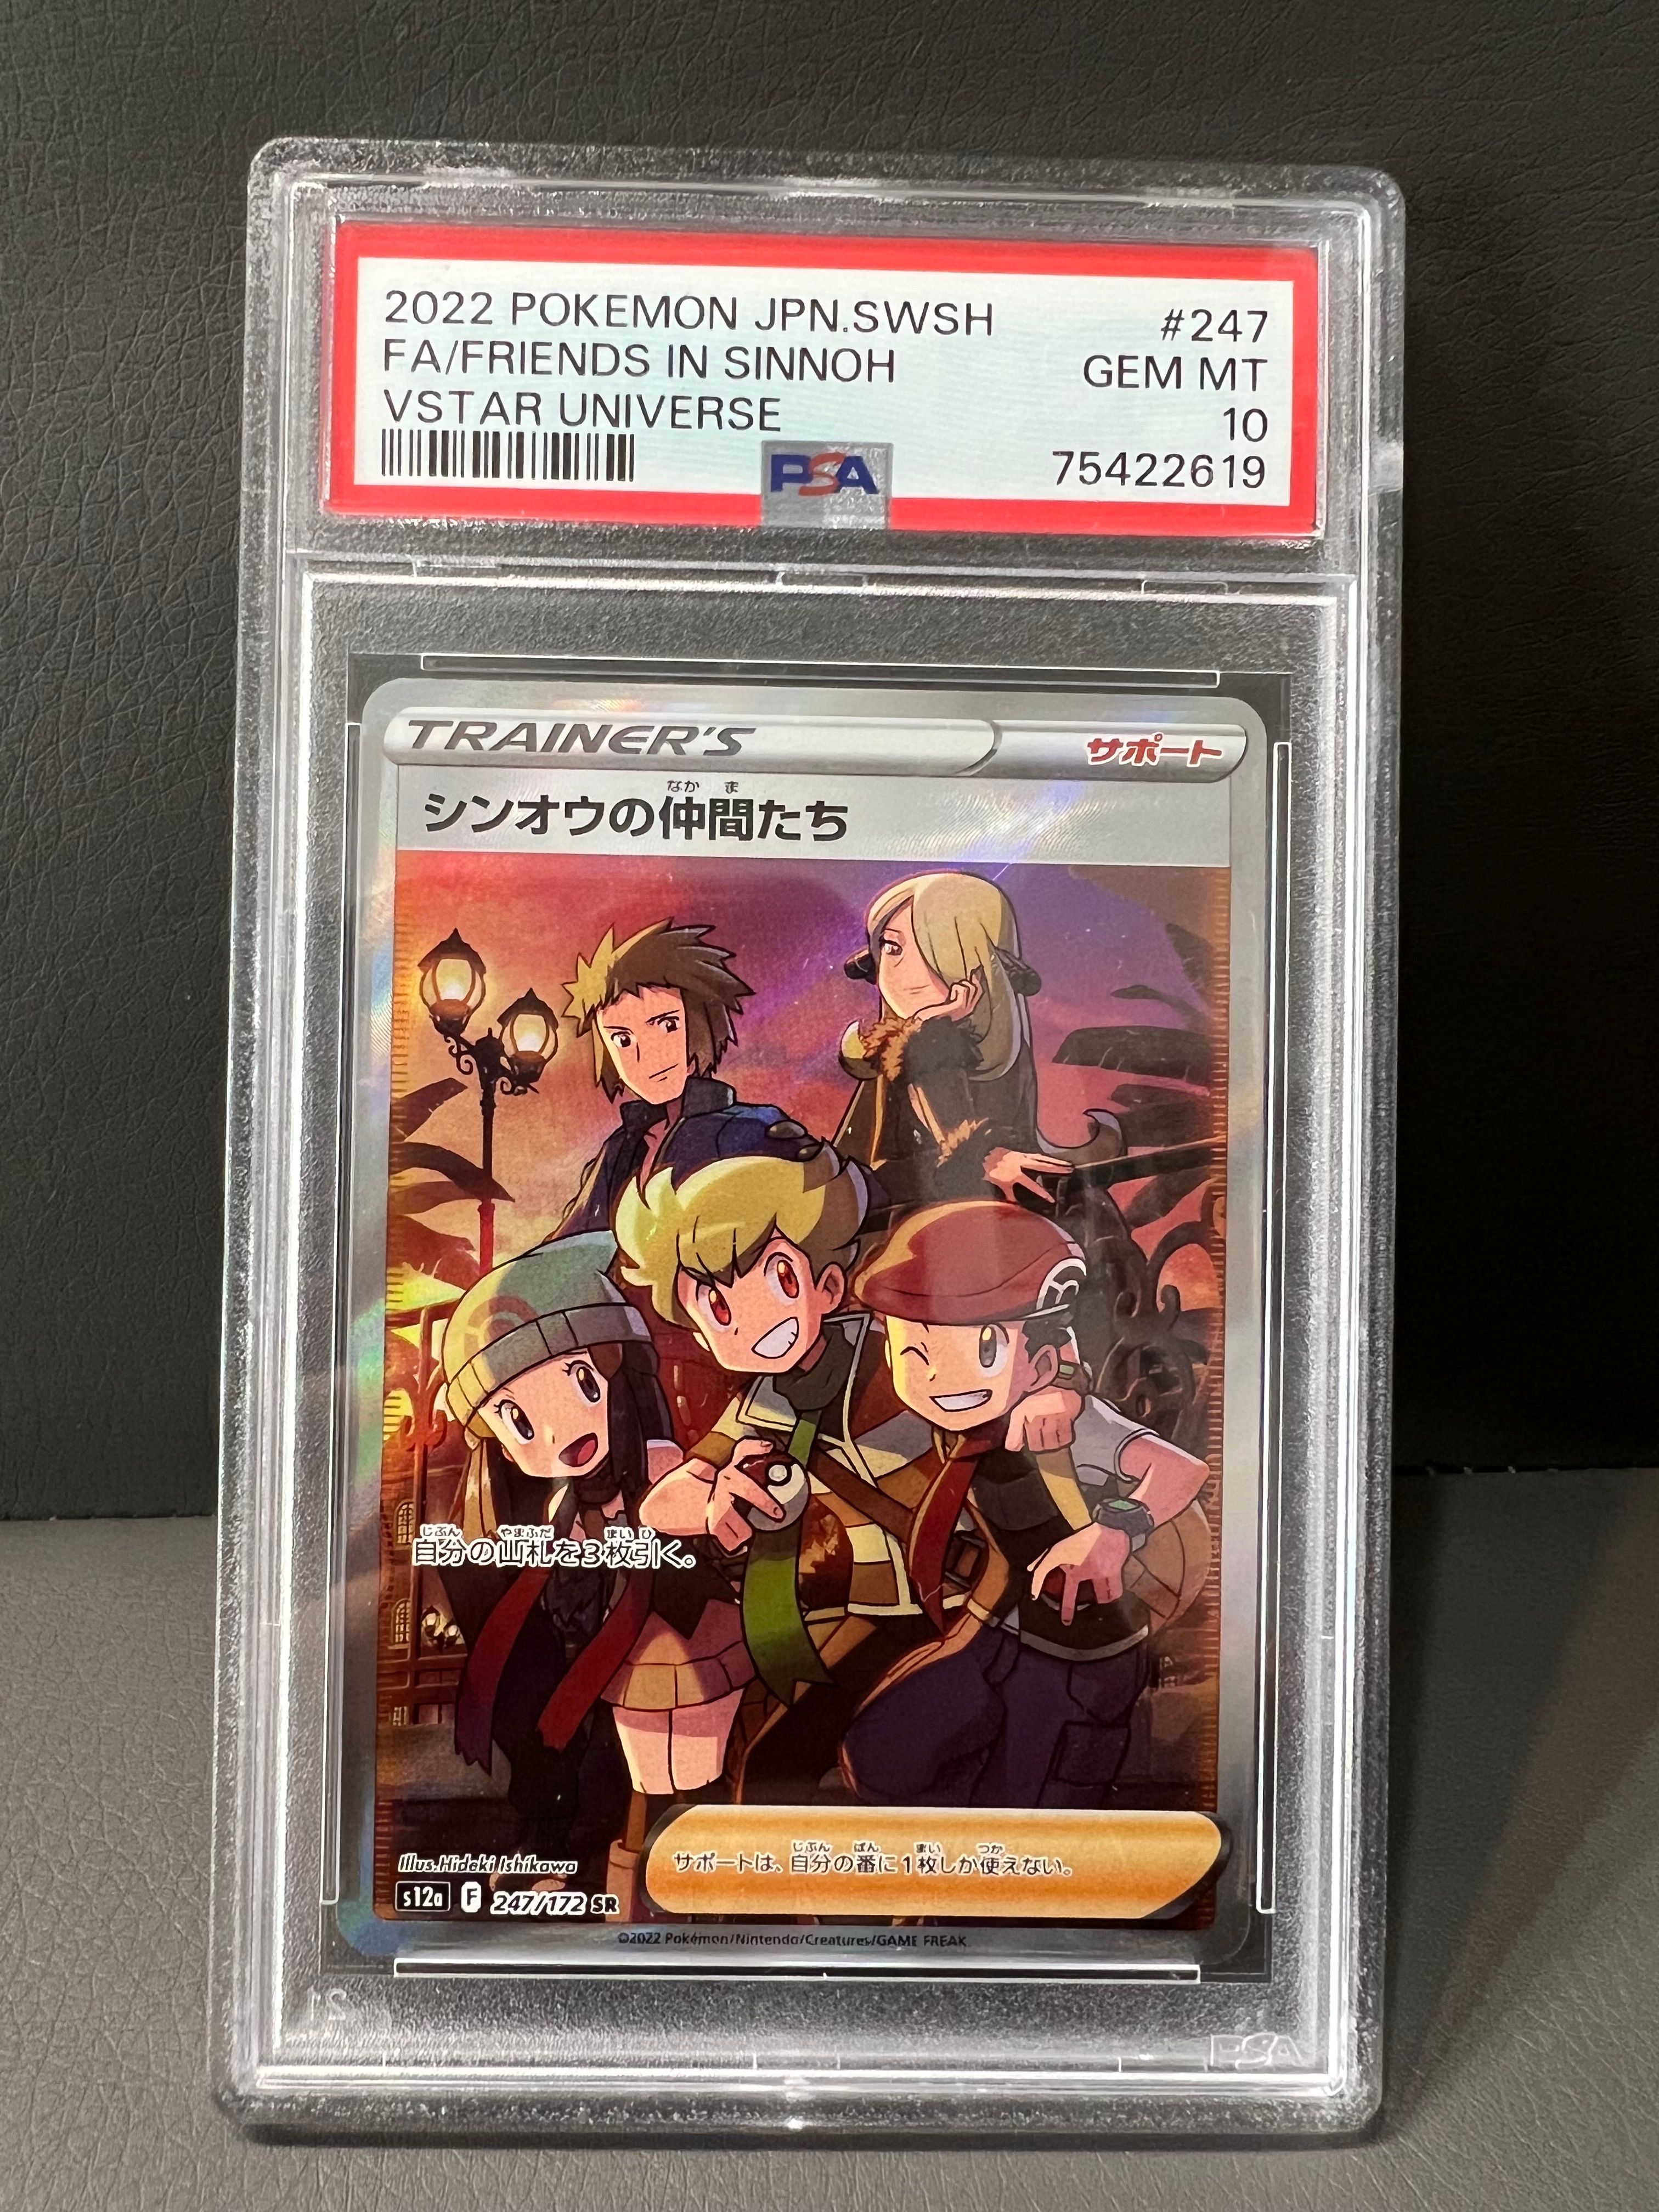 2022 POKEMON JPN.SWSH #247
FA/FRIENDS IN SINNOH GEM MT
VSTAR UNIVERSE 10
PSA 75422619
TRAINER'S サポート
なかま
シンオウの仲間たち
じぶん やまふだ まいひ
自分の山札を3枚引く。
じぶん ばん まい つか
サポートは、自分の番に1枚しか使えない。
Illus.Hideki Ishikawa
s12a F 247/172 SR
©2022 Pokémon/Nintendo/Creatures/GAME FREAK
PSA